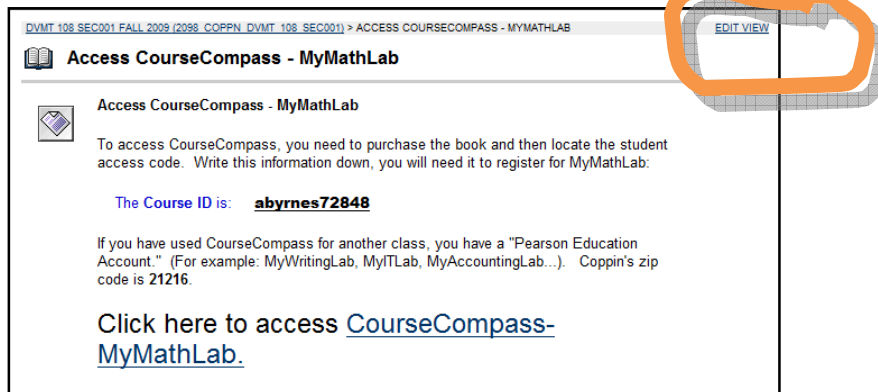 DVMT 108 SEC001 FALL 2009 (2098_COPPN_DVMT_108_SEC001) > ACCESS COURSECOMPASS - MYMATHLAB EDIT VIEW
Access CourseCompass - MyMathLab
Access CourseCompass - MyMathLab
To access CourseCompass, you need to purchase the book and then locate the student
access code. Write this information down, you will need it to register for MyMathLab:
The Course ID is: abyrnes72848
If you have used CourseCompass for another class, you have a "Pearson Education
Account." (For example: MyWritingLab, MyITLab, MyAccountingLab...). Coppin's zip
code is 21216.
Click here to access CourseCompass-
MyMathLab.